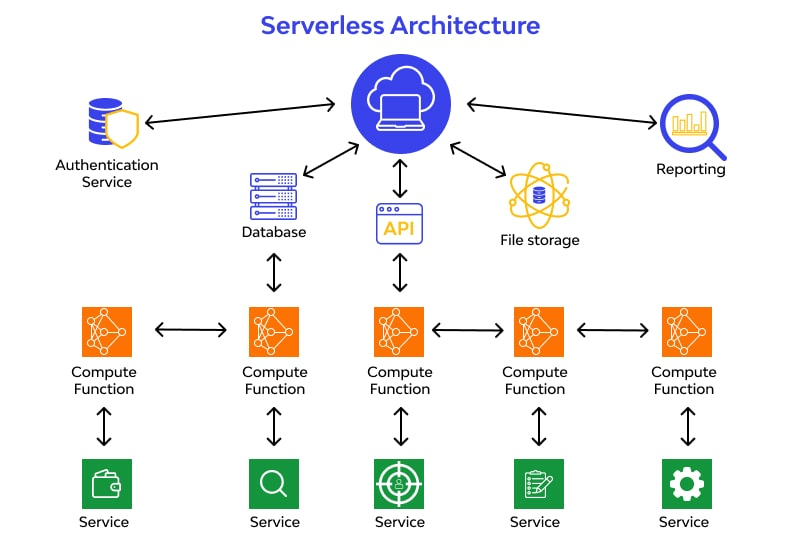 Serverless Architecture
Authentication
Service
Reporting
Database
API
File storage
Compute
Function
Compute
Function
Compute
Function
Compute
Function
Compute
Function
Service
Service
Service
Service
Service